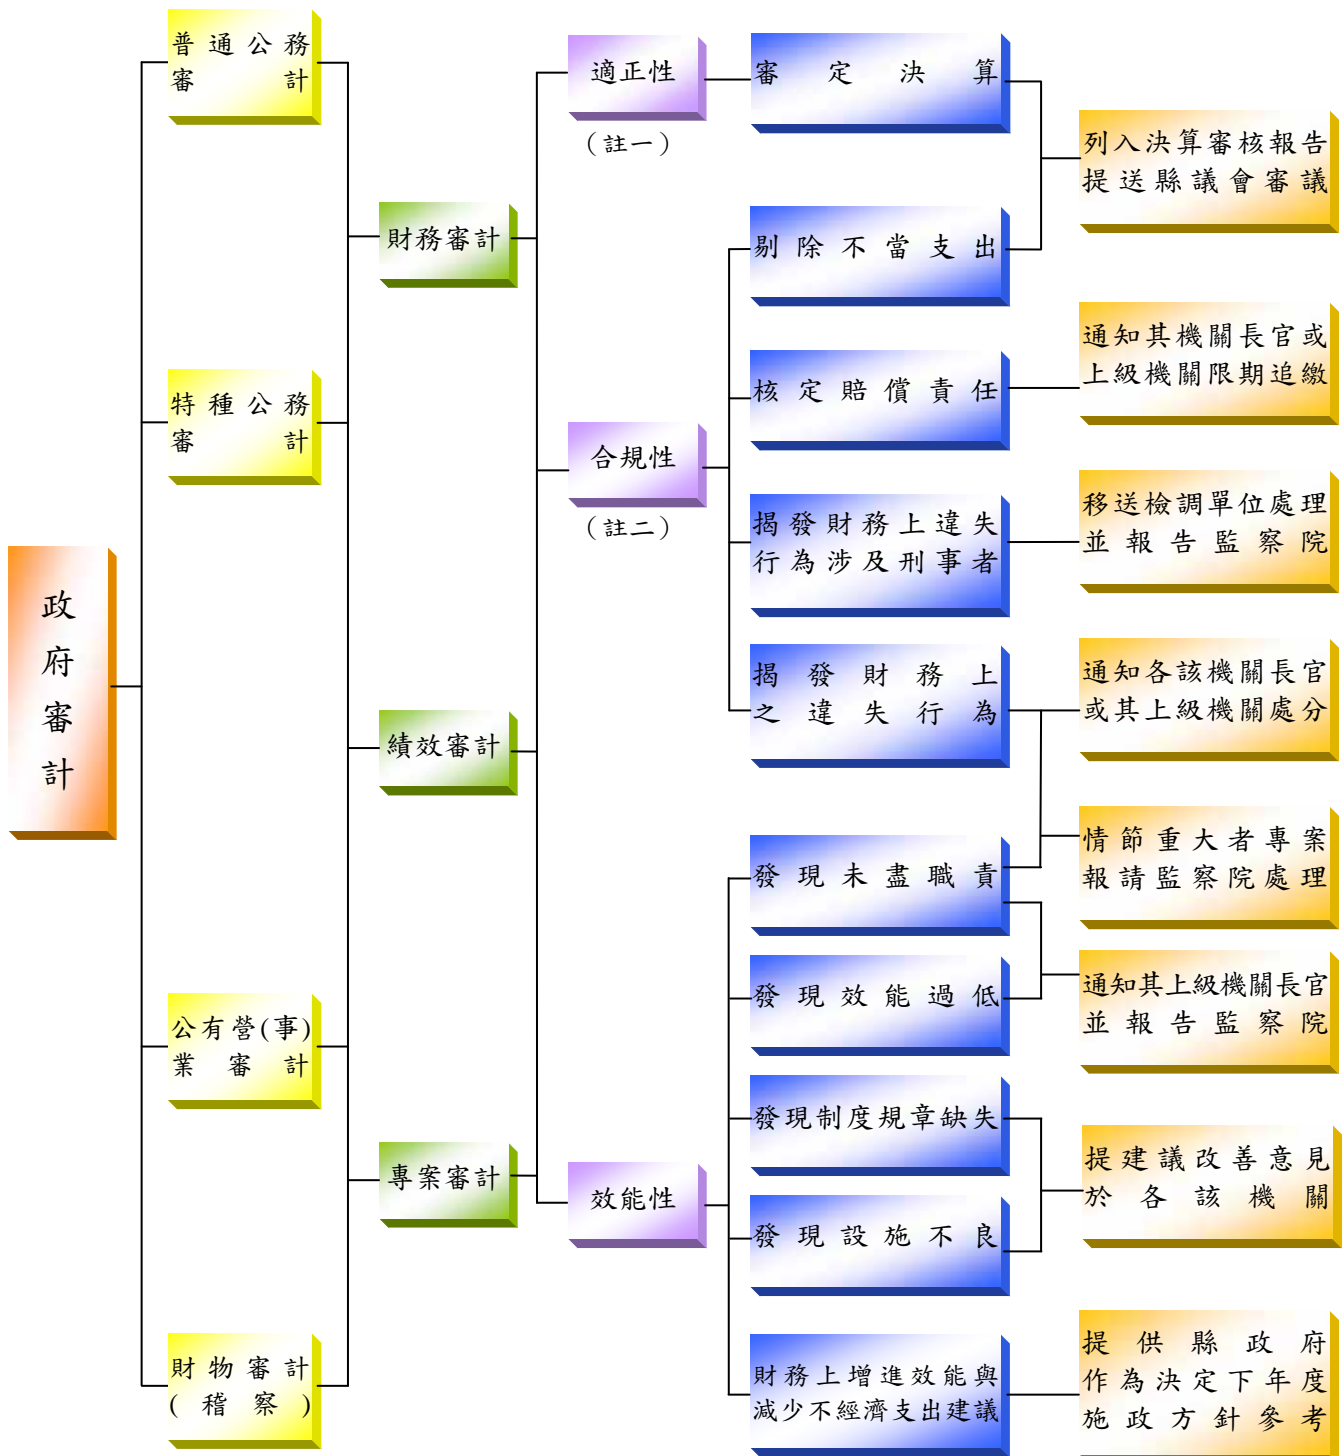 政府審計
普通公務
審計
特種公務
審計
公有營(事)
業審計
財物審計
(稽察)
財務審計
績效審計
專案審計
適正性
(註一)
合規性
(註二)
效能性
審定決算
剔除不當支出
核定賠償責任
揭發財務上違失
行為涉及刑事者
揭發財務上
之違失行為
發現未盡職責
發現效能過低
發現制度規章缺失
發現設施不良
財務上增進效能與
減少不經濟支出建議
列入決算審核報告
提送縣議會審議
通知其機關長官或
上級機關限期追繳
移送檢調單位處理
並報告監察院
通知各該機關長官
或其上級機關處分
情節重大者專案
報請監察院處理
通知其上級機關長官
並報告監察院
提建議改善意見
於各該機關
提供縣政府
作為決定下年度
施政方針參考